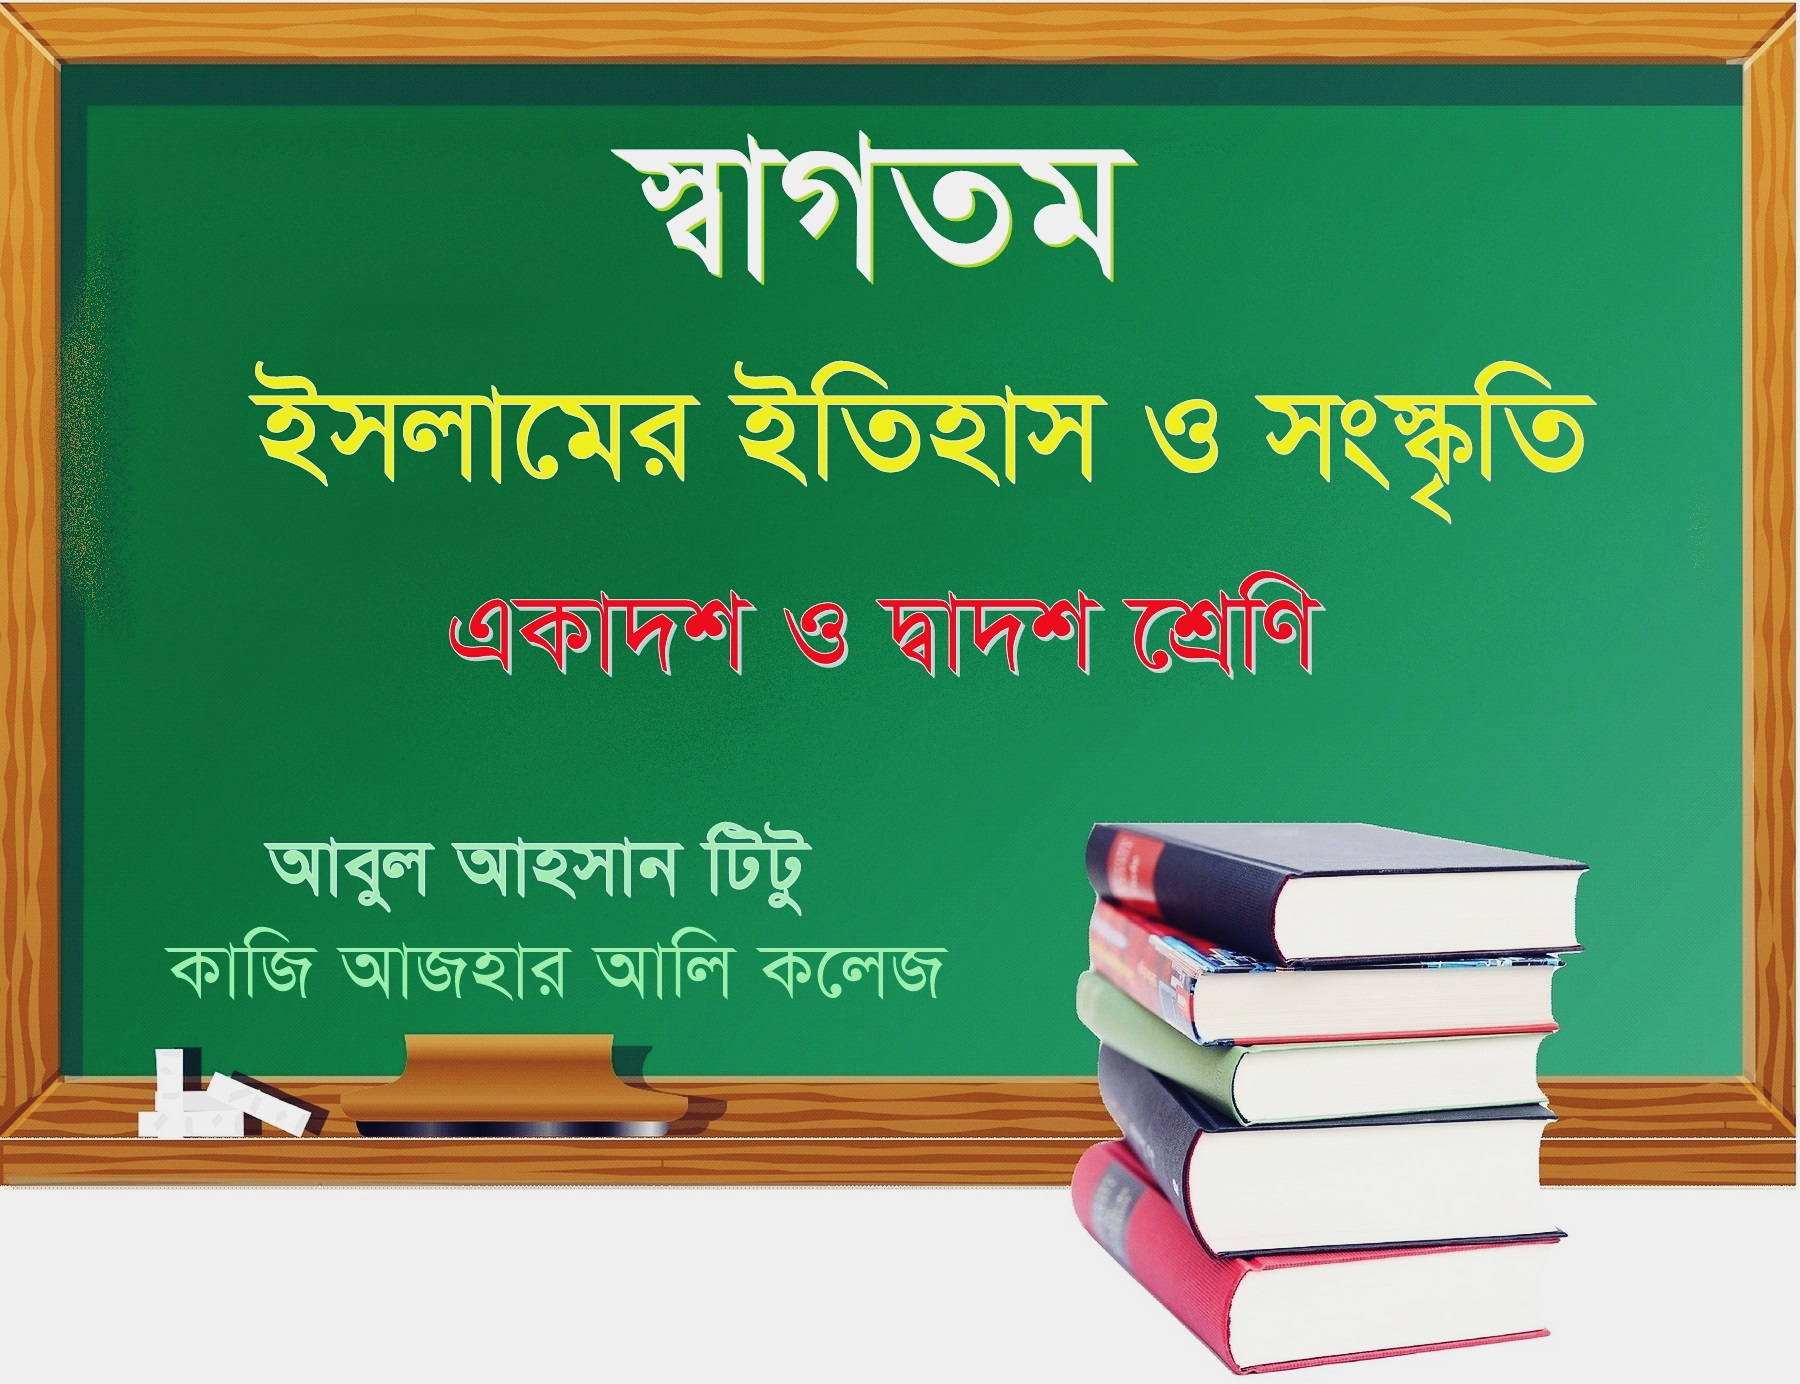 স্বাগতম
ইসলামের ইতিহাস ও সংস্কৃতি
একাদশ ও দ্বাদশ শ্রেণি
আবুল আহসান টিটু
কাজি আজহার আলি কলেজ